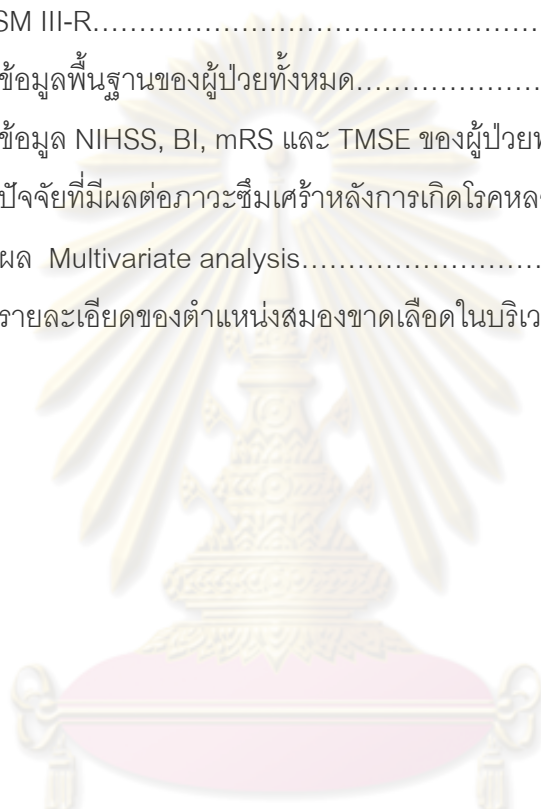 SM III-R.............................................
ข้อมูลพื้นฐานของผู้ป่วยทั้งหมด......................
ข้อมูล NIHSS, BI, mRS และ TMSE ของผู้ป่วย
ปัจจัยที่มีผลต่อภาวะซึมเศร้าหลังการเกิดโรคหล
ผล Multivariate analysis............................
รายละเอียดของตำแหน่งสมองขาดเลือดในบริเว